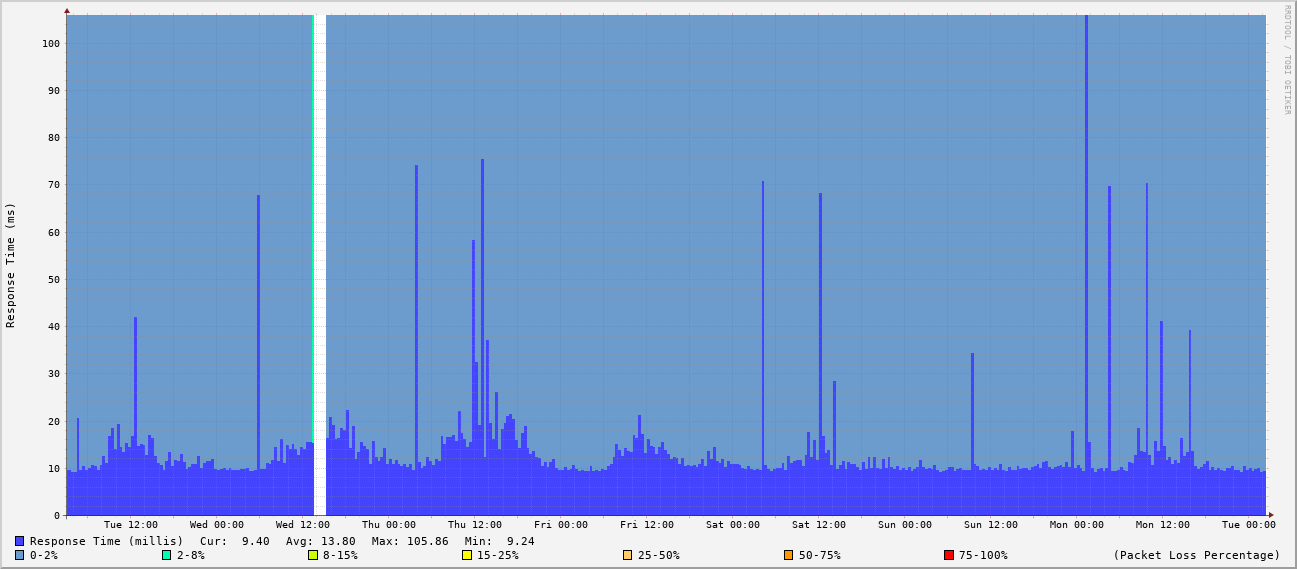 RRDTOOL / TOBI OETIKER
Response Time (ms)
100
90
80
70
60
50
40
30
20
10
0
Tue 12:00 Wed 00:00 Wed 12:00 Thu 00:00 Thu 12:00 Fri 00:00 Fri 12:00 Sat 00:00 Sat 12:00 Sun 00:00 Sun 12:00 Mon 00:00 Mon 12:00 Tue 00:00
Response Time (millis) Cur: 9.40 Avg: 13.80 Max: 105.86 Min: 9.24
0-2% 2-8% 8-15% 15-25% 25-50% 50-75% 75-100% (Packet Loss Percentage)